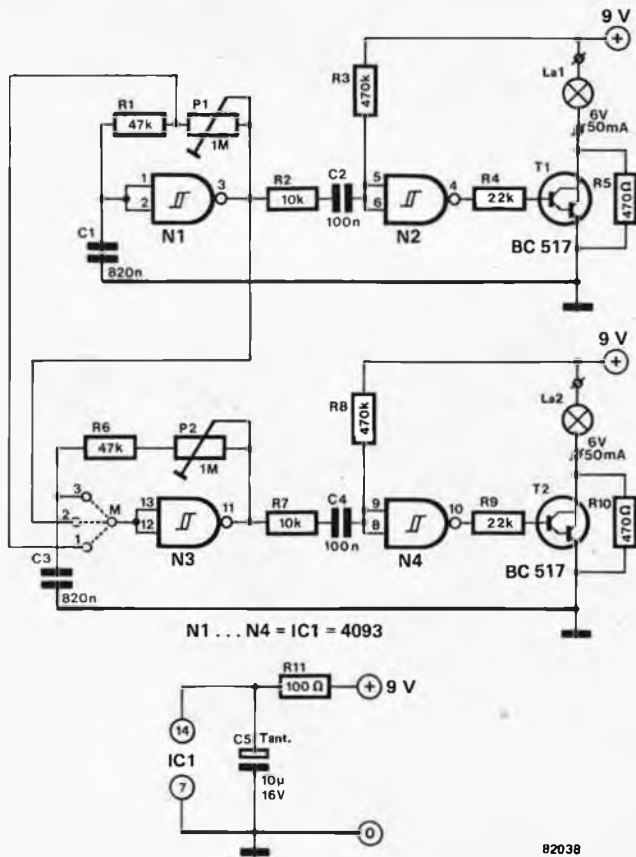 9 V
+
La1
R3
470k
R1
47k
P1
1M
6V
50mA
1
2
3
N1
R2
10k
C2
100n
5
6
4
N2
R4
22k
T1
R5
470Ω
BC 517
C1
820n
9 V
+
La2
R8
470k
R6
47k
P2
1M
6V
50mA
3
2
1
M
13
12
11
N3
R7
10k
C4
100n
9
8
10
N4
R9
22k
T2
R10
470Ω
BC 517
C3
820n
N1 . . . N4 = IC1 = 4093
R11
100 Ω
+ 9 V
14
IC1
7
C5 Tant.
10µ
16V
0
82038